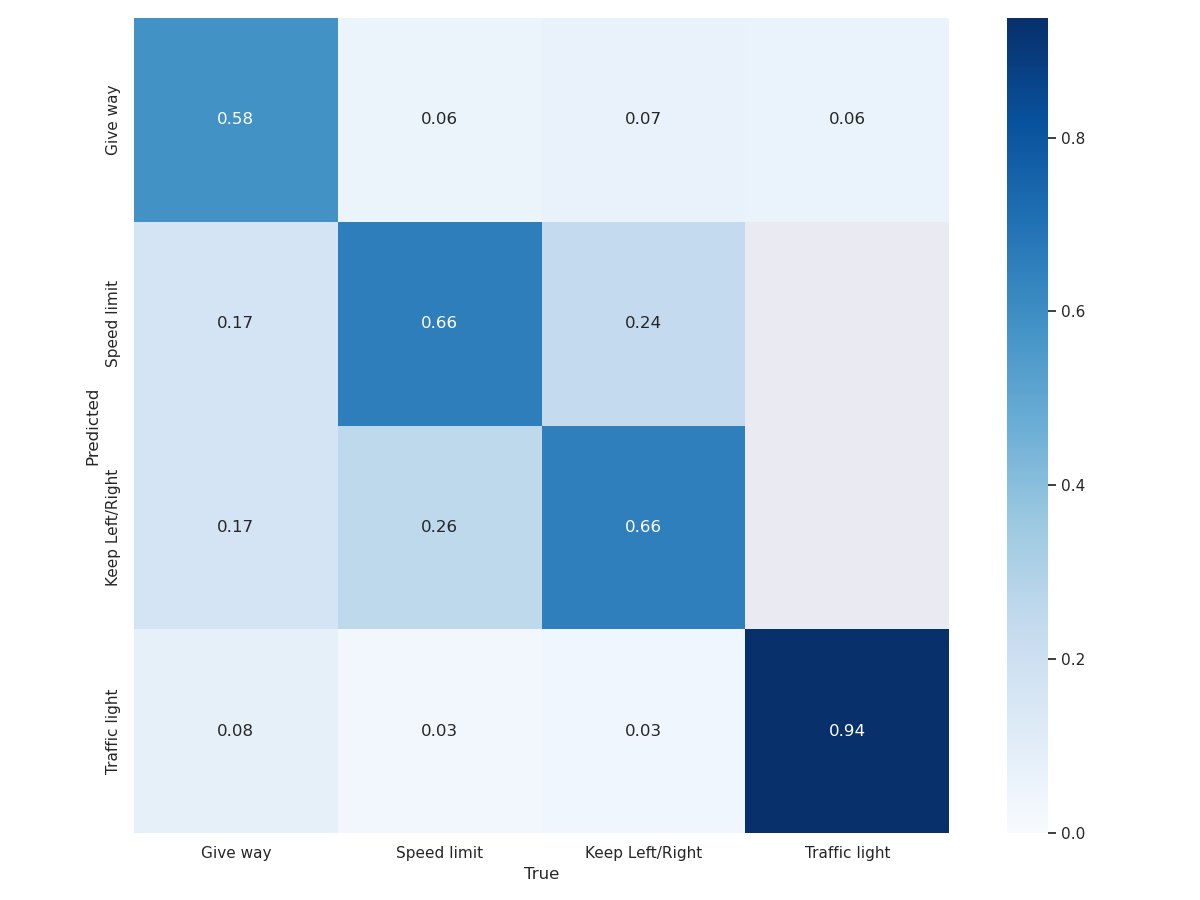 Give way
0.58 0.06 0.07 0.06
Speed limit
0.17 0.66 0.24
Predicted
Keep Left/Right
0.17 0.26 0.66
Traffic light
0.08 0.03 0.03 0.94
Give way Speed limit Keep Left/Right Traffic light
True
0.8
0.6
0.4
0.2
0.0